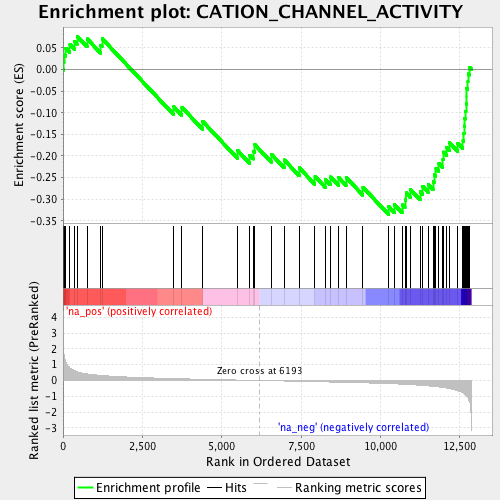 Enrichment plot: CATION_CHANNEL_ACTIVITY
Enrichment score (ES)
0.05
0.00
-0.05
-0.10
-0.15
-0.20
-0.25
-0.30
-0.35
'na_pos' (positively correlated)
Ranked list metric (PreRanked)
4
3
2
1
0
-1
-2
-3
Zero cross at 6193
'na_neg' (negatively correlated)
0
2,500
5,000
7,500
10,000
12,500
Rank in Ordered Dataset
Enrichment profile
Hits
Ranking metric scores